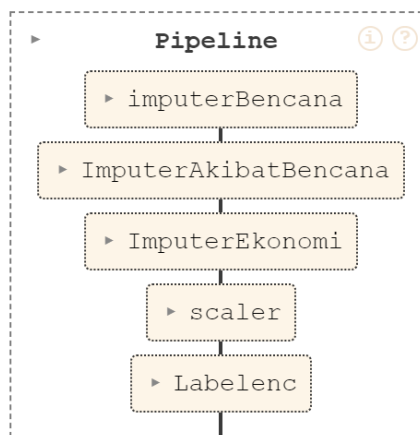 Pipeline i ?
imputerBencana
ImputerAkibatBencana
ImputerEkonomi
scaler
Labelenc